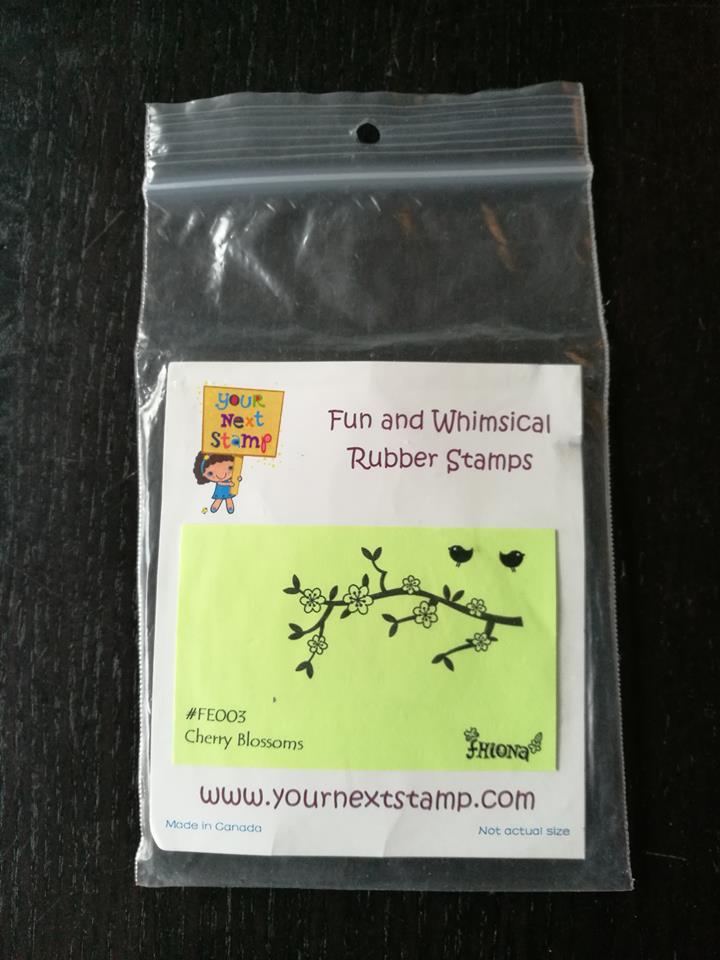 your
Next
Stamp
Fun and Whimsical
Rubber Stamps
#FE003
Cherry Blossoms
fHiONa
www.yournextstamp.com
Made in Canada
Not actual size